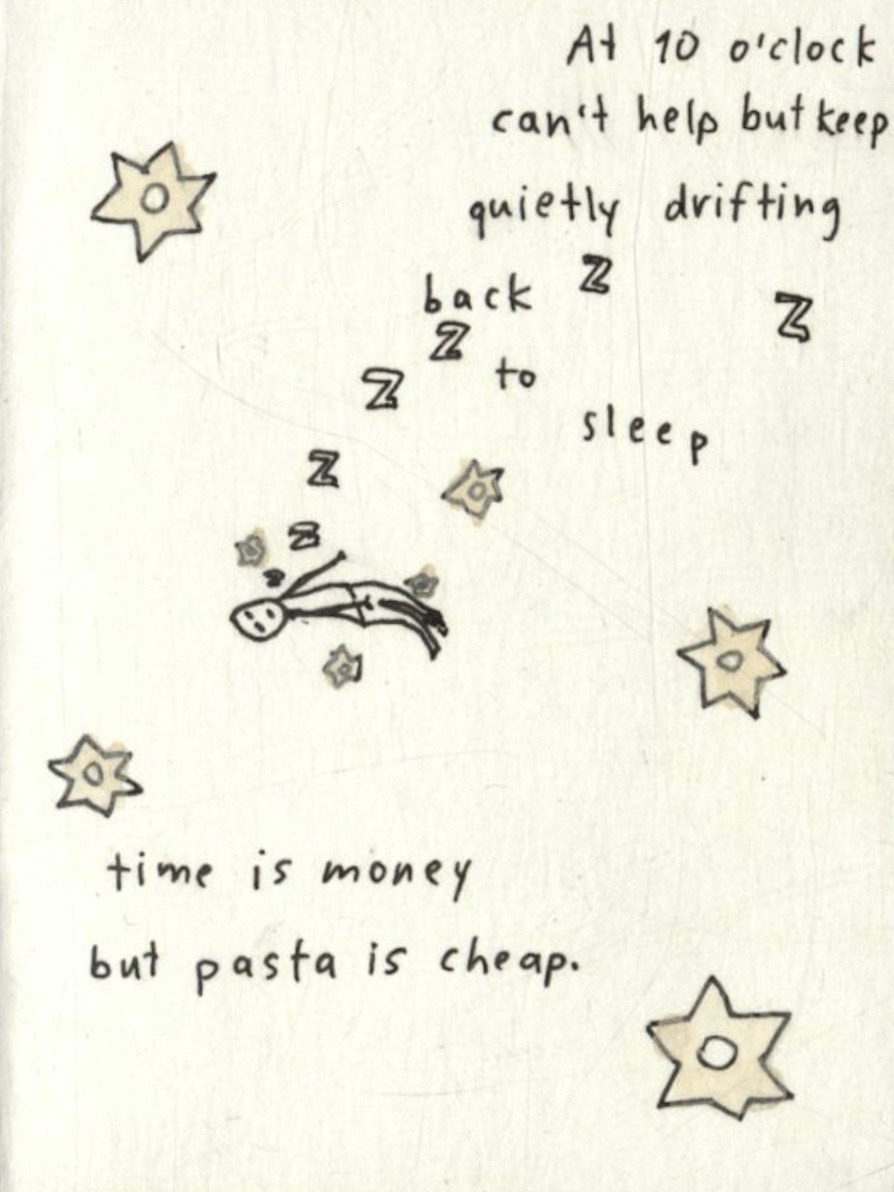 At 10 o'clock
can't help but keep
quietly drifting
back
to
sleep
z
z
z
z
z
z
z
time is money
but pasta is cheap.